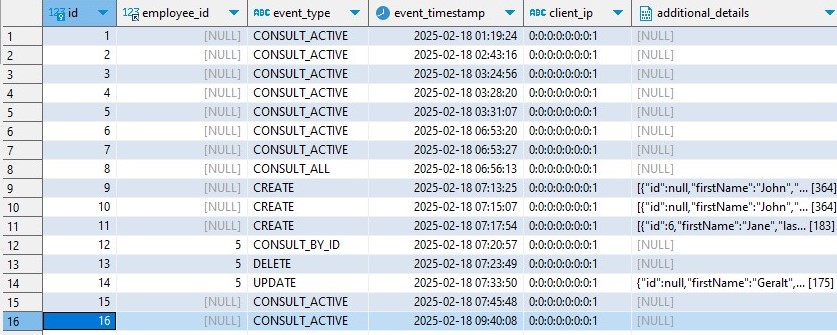 123 id 123 employee_id ABC event_type event_timestamp ABC client_ip ABC additional_details
1 1 [NULL] CONSULT_ACTIVE 2025-02-18 01:19:24 0:0:0:0:0:0:0:1 [NULL]
2 2 [NULL] CONSULT_ACTIVE 2025-02-18 02:43:16 0:0:0:0:0:0:0:1 [NULL]
3 3 [NULL] CONSULT_ACTIVE 2025-02-18 03:24:56 0:0:0:0:0:0:0:1 [NULL]
4 4 [NULL] CONSULT_ACTIVE 2025-02-18 03:28:20 0:0:0:0:0:0:0:1 [NULL]
5 5 [NULL] CONSULT_ACTIVE 2025-02-18 03:31:07 0:0:0:0:0:0:0:1 [NULL]
6 6 [NULL] CONSULT_ACTIVE 2025-02-18 06:53:20 0:0:0:0:0:0:0:1 [NULL]
7 7 [NULL] CONSULT_ACTIVE 2025-02-18 06:53:27 0:0:0:0:0:0:0:1 [NULL]
8 8 [NULL] CONSULT_ALL 2025-02-18 06:56:13 0:0:0:0:0:0:0:1 [NULL]
9 9 [NULL] CREATE 2025-02-18 07:13:25 0:0:0:0:0:0:0:1 [{"id":null,"firstName":"John","... [364]
10 10 [NULL] CREATE 2025-02-18 07:15:07 0:0:0:0:0:0:0:1 [{"id":null,"firstName":"John","... [364]
11 11 [NULL] CREATE 2025-02-18 07:17:54 0:0:0:0:0:0:0:1 [{"id":6,"firstName":"Jane","las... [183]
12 12 5 CONSULT_BY_ID 2025-02-18 07:20:57 0:0:0:0:0:0:0:1 [NULL]
13 13 5 DELETE 2025-02-18 07:23:49 0:0:0:0:0:0:0:1 [NULL]
14 14 5 UPDATE 2025-02-18 07:33:50 0:0:0:0:0:0:0:1 {"id":null,"firstName":"Geralt",... [175]
15 15 [NULL] CONSULT_ACTIVE 2025-02-18 07:45:48 0:0:0:0:0:0:0:1 [NULL]
16 16 [NULL] CONSULT_ACTIVE 2025-02-18 09:40:08 0:0:0:0:0:0:0:1 [NULL]